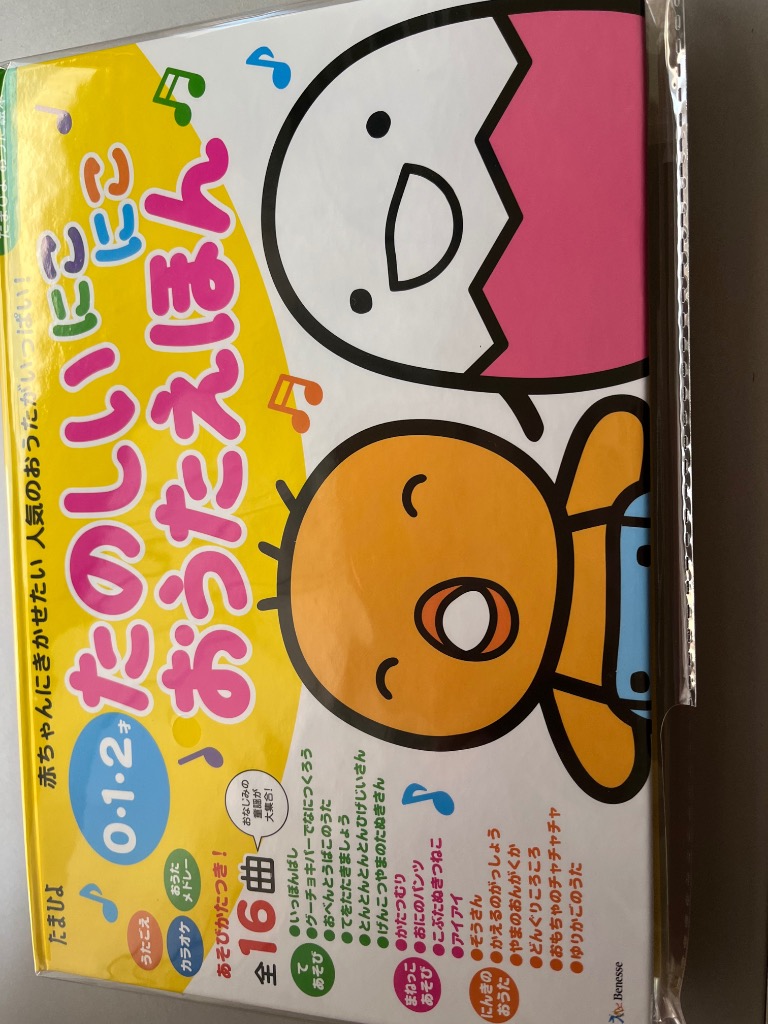 たまひよ
赤ちゃんにきかせたい 人気のおうたがいっぱい!
0・1・2才
たのしい にこにこ
おうたえほん
うたごえ
カラオケ
おうた
メドレー
あそびかたつき!
全16曲
おなじみの
童謡が
大集合!
て
あそび
●いっぽんばし
●グーチョキパーでなにつくろう
●おべんとうばこのうた
●てをたたきましょう
●とんとんとんとんひげじいさん
●げんこつやまのたぬきさん
まねっこ
あそび
●かたつむり
●おにのパンツ
●こぶたぬきつねこ
●アイアイ
にんきの
おうた
●ぞうさん
●かえるのがっしょう
●やまのおんがくか
●どんぐりころころ
●おもちゃのチャチャチャ
●ゆりかごのうた
Benesse